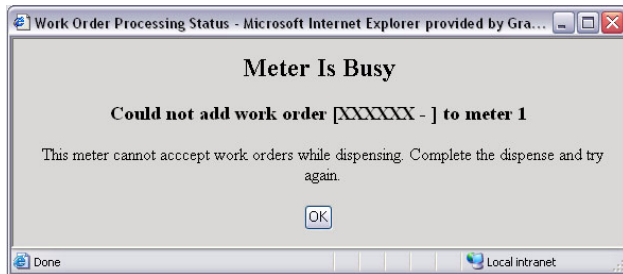 Work Order Processing Status - Microsoft Internet Explorer provided by Gra...
Meter Is Busy
Could not add work order [XXXXXX - ] to meter 1
This meter cannot acccept work orders while dispensing. Complete the dispense and try
again.
OK
Done
Local intranet